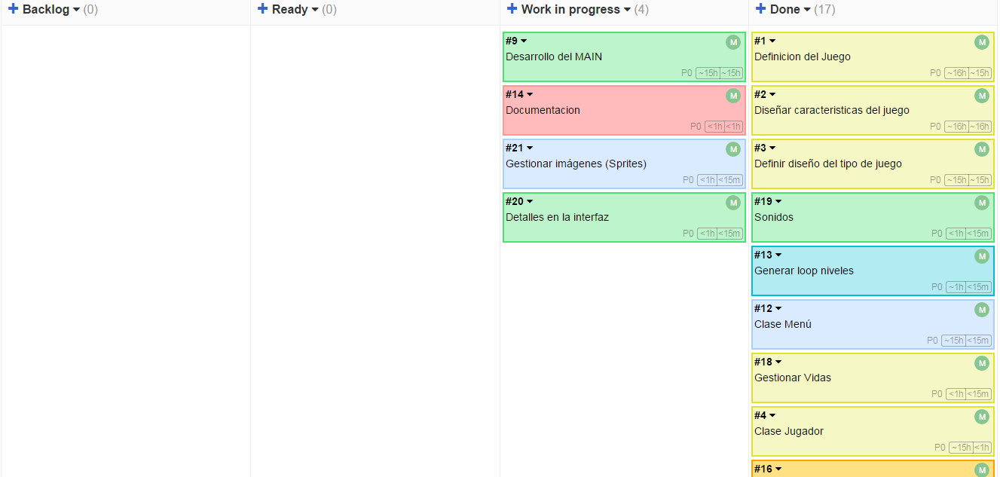 Backlog (0)
Ready (0)
Work in progress (4)
Done (17)
#9
M
Desarrollo del MAIN
P0 ~15h ~15h
#14
M
Documentacion
P0 <1h <1h
#21
M
Gestionar imágenes (Sprites)
P0 <1h <15m
#20
M
Detalles en la interfaz
P0 <1h <15m
#1
M
Definicion del Juego
P0 ~16h ~15h
#2
M
Diseñar caracteristicas del juego
P0 ~16h ~16h
#3
M
Definir diseño del tipo de juego
P0 ~15h ~15h
#19
M
Sonidos
P0 <1h <15m
#13
M
Generar loop niveles
P0 ~1h <15m
#12
M
Clase Menú
P0 ~15h <15m
#18
M
Gestionar Vidas
P0 <1h <15m
#4
M
Clase Jugador
P0 ~15h <1h
#16
M